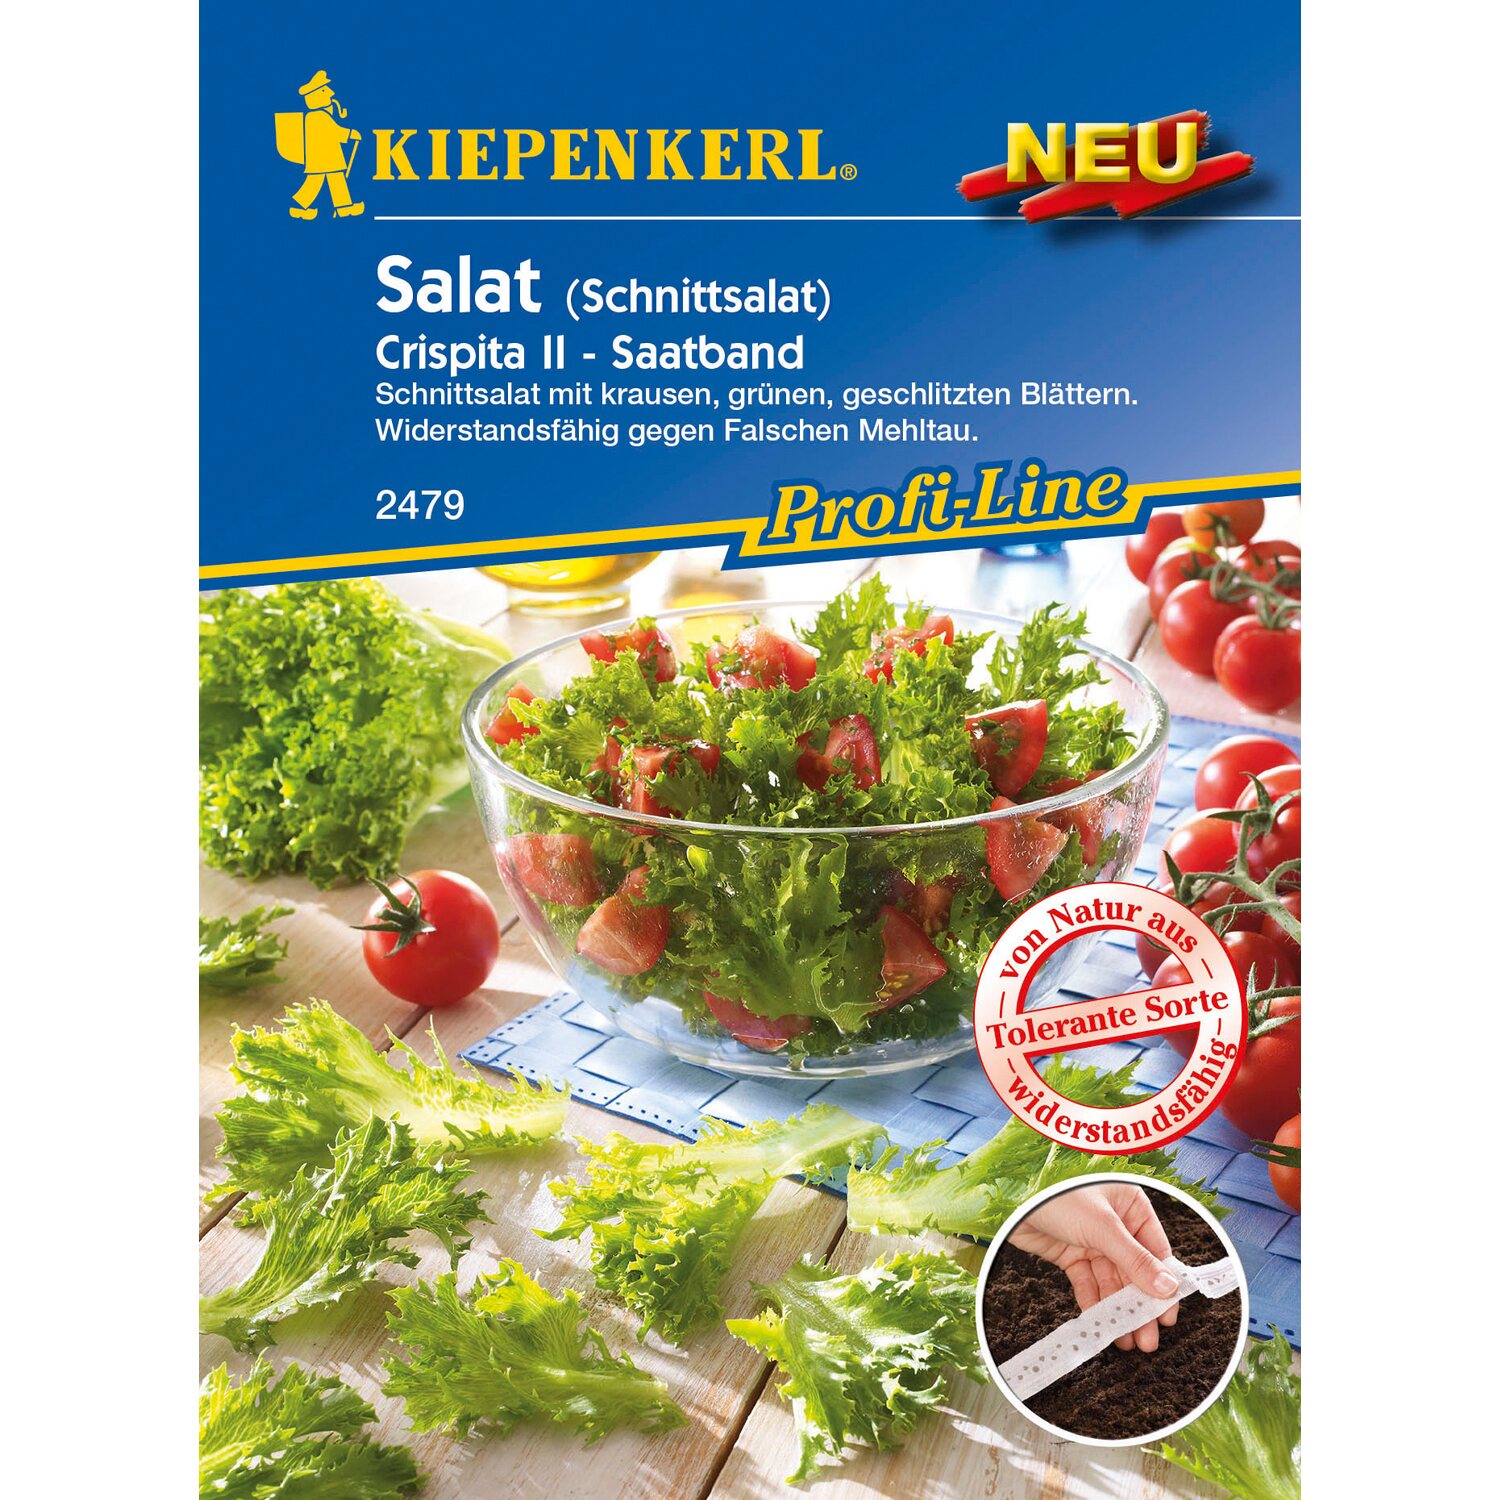 KIEPENKERL®
NEU
Salat (Schnittsalat)
Crispita II - Saatband
Schnittsalat mit krausen, grünen, geschlitzten Blättern.
Widerstandsfähig gegen Falschen Mehltau.
2479
Profi-Line
von Natur aus
Tolerante Sorte
widerstandsfähig